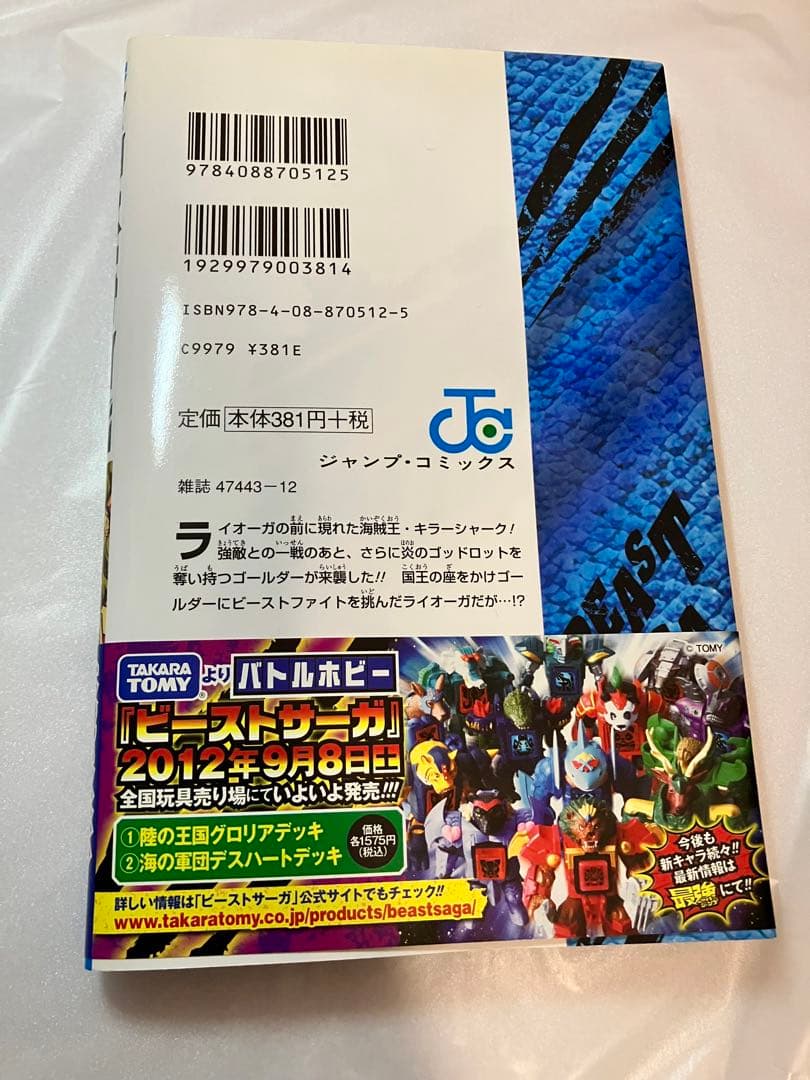 9784088705125
1929979003814
ISBN978-4-08-870512-5
C9979 ¥381E
定価 本体381円+税
ジャンプ・コミックス
雑誌 47443-12
ライオーガの前に現れた海賊王・キラーシャーク!
強敵との一戦のあと、さらに炎のゴッドロットを
奪い持つゴールダーが来襲した!! 国王の座をかけゴー
ルダーにビーストファイトを挑んだライオーガだが…!?
BEAST
© TOMY
TAKARA TOMY® より バトルホビー
『ビーストサーガ』
2012年9月8日土
全国玩具売り場にていよいよ発売!!!
①陸の王国グロリアデッキ
②海の軍団デスハートデッキ
価格
各1575円
(税込)
今後も
新キャラ続々!!
最新情報は
最強にて!!
詳しい情報は「ビーストサーガ」公式サイトでもチェック!!
www.takaratomy.co.jp/products/beastsaga/